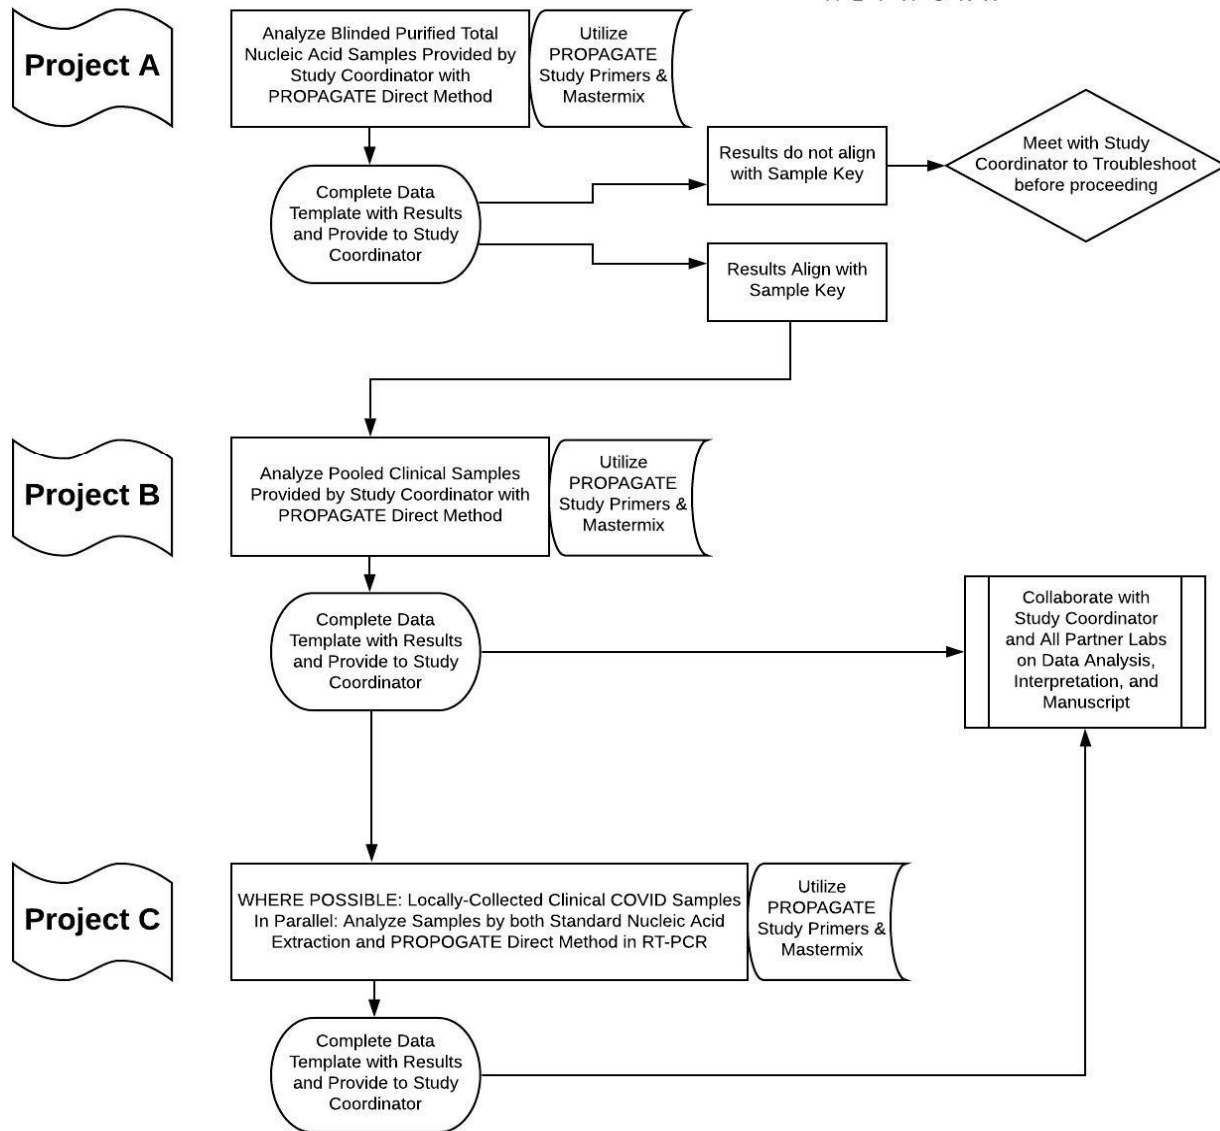 Project A
Analyze Blinded Purified Total
Nucleic Acid Samples Provided by
Study Coordinator with
PROPAGATE Direct Method
Utilize
PROPAGATE
Study Primers &
Mastermix
Complete Data
Template with Results
and Provide to Study
Coordinator
Results do not align
with Sample Key
Meet with Study
Coordinator to Troubleshoot
before proceeding
Results Align with
Sample Key
Project B
Analyze Pooled Clinical Samples
Provided by Study Coordinator with
PROPAGATE Direct Method
Utilize
PROPAGATE
Study Primers &
Mastermix
Complete Data
Template with Results
and Provide to Study
Coordinator
Collaborate with
Study Coordinator
and All Partner Labs
on Data Analysis,
Interpretation, and
Manuscript
Project C
WHERE POSSIBLE: Locally-Collected Clinical COVID Samples
In Parallel: Analyze Samples by both Standard Nucleic Acid
Extraction and PROPOGATE Direct Method in RT-PCR
Utilize
PROPAGATE
Study Primers &
Mastermix
Complete Data
Template with Results
and Provide to Study
Coordinator